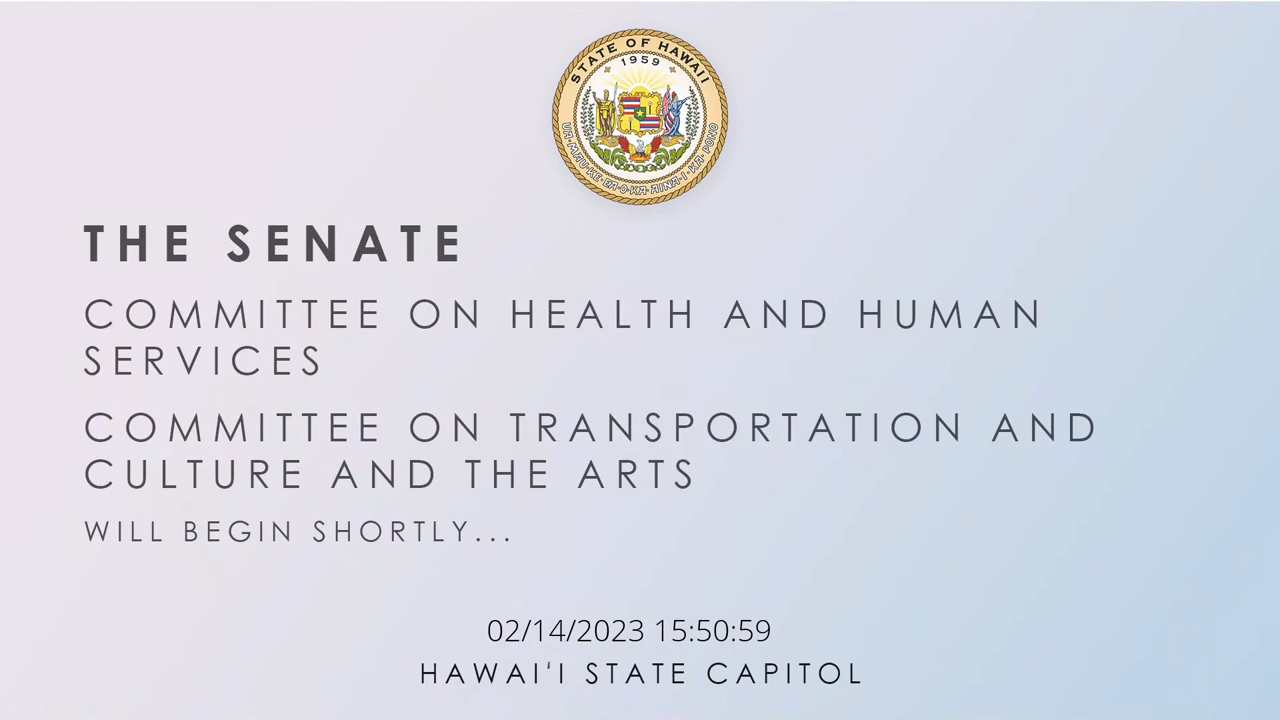 STATE OF HAWAII
1959
UA MAU KE EA O KA AINA I KA PONO
THE SENATE
COMMITTEE ON HEALTH AND HUMAN
SERVICES
COMMITTEE ON TRANSPORTATION AND
CULTURE AND THE ARTS
WILL BEGIN SHORTLY...
02/14/2023 15:50:59
HAWAIʻI STATE CAPITOL